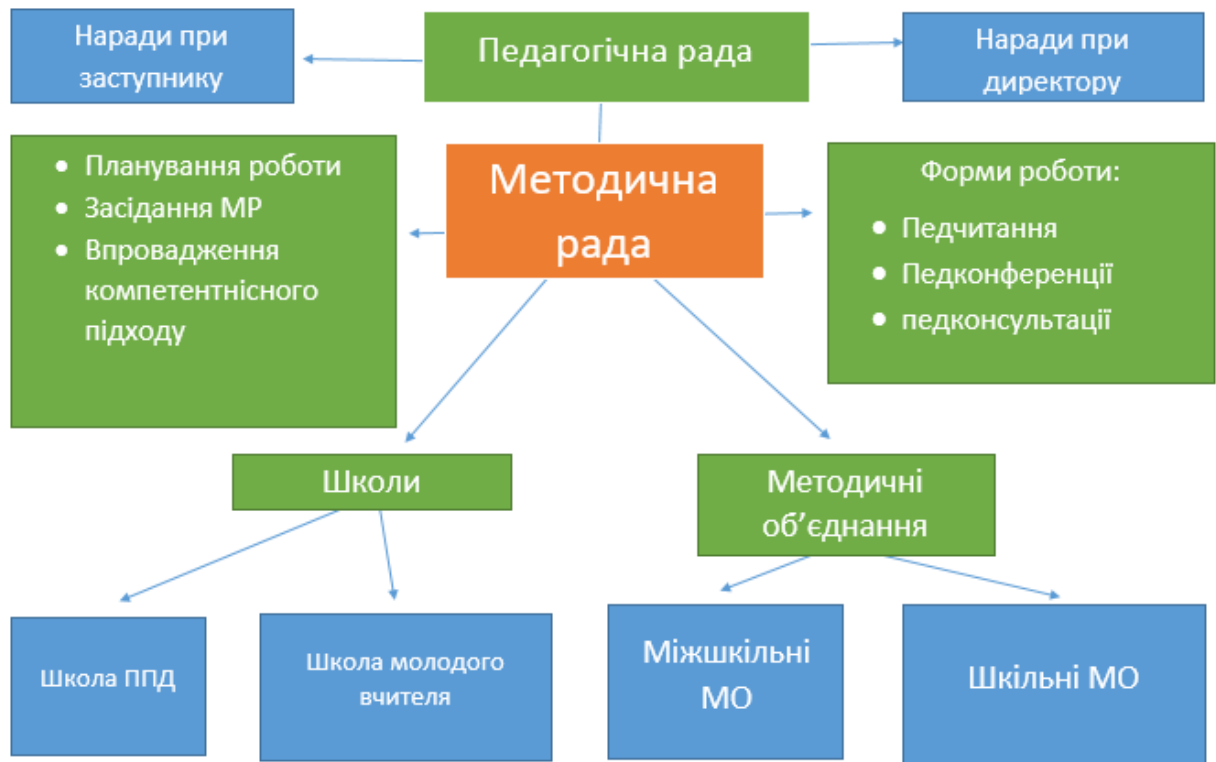 Наради при
заступнику
Педагогічна рада
Наради при
директору
• Планування роботи
• Засідання МР
• Впровадження
компетентнісного
підходу
Методична
рада
Форми роботи:
• Педчитання
• Педконференції
• педконсультації
Школи
Методичні
об’єднання
Школа ППД
Школа молодого
вчителя
Міжшкільні
МО
Шкільні МО